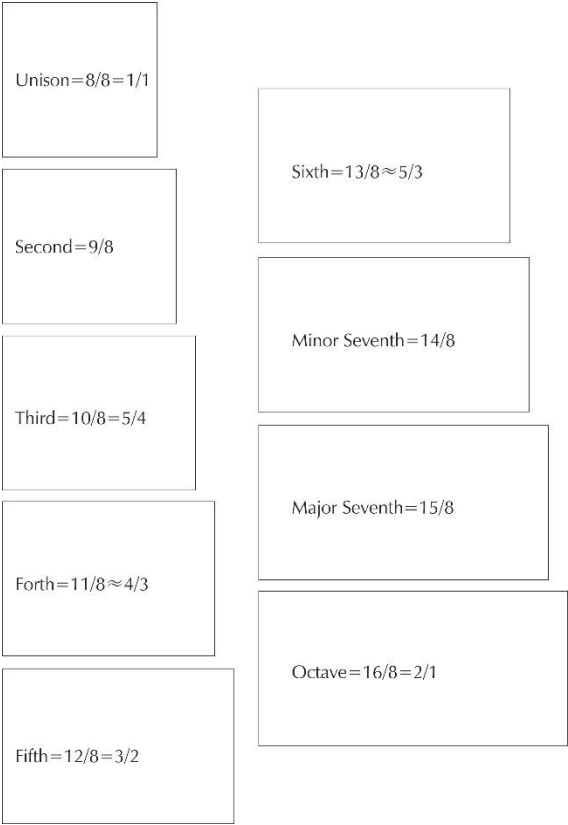 Unison=8/8=1/1
Second=9/8
Third=10/8=5/4
Forth=11/8≈4/3
Fifth=12/8=3/2
Sixth=13/8≈5/3
Minor Seventh=14/8
Major Seventh=15/8
Octave=16/8=2/1